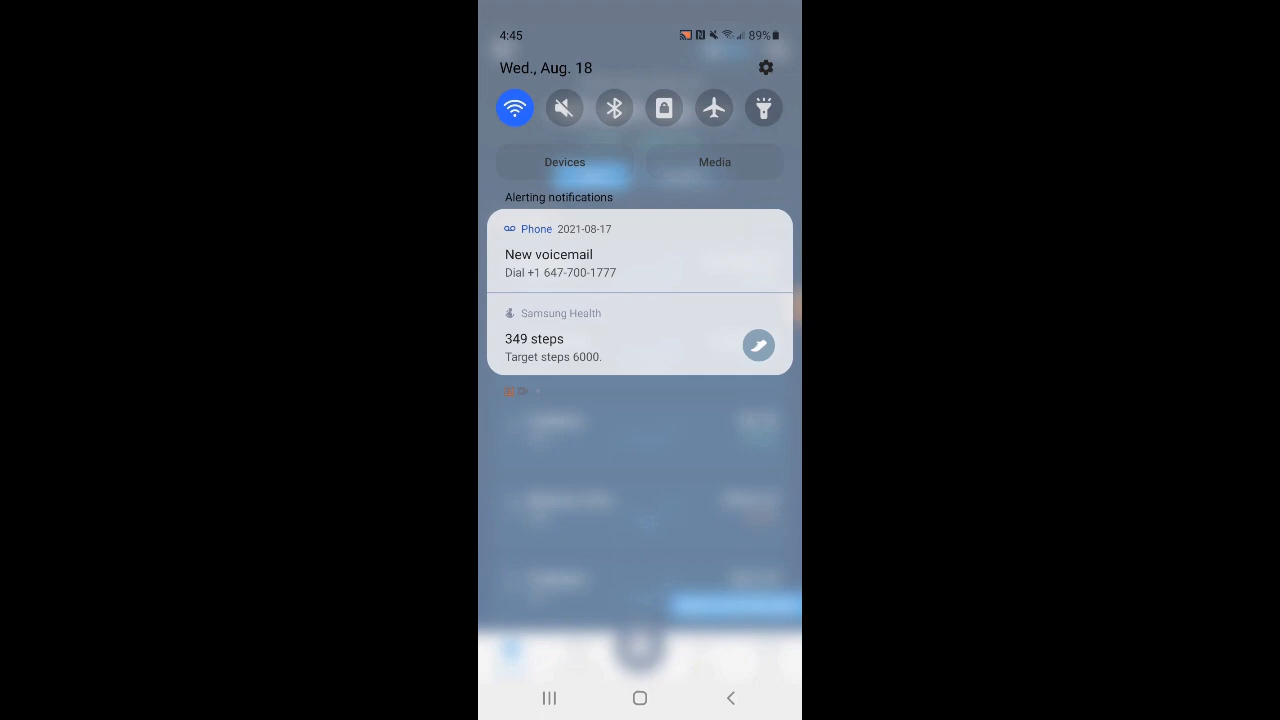 4:45
89%
Wed., Aug. 18
Devices
Media
Alerting notifications
Phone 2021-08-17
New voicemail
Dial +1 647-700-1777
Samsung Health
349 steps
Target steps 6000.